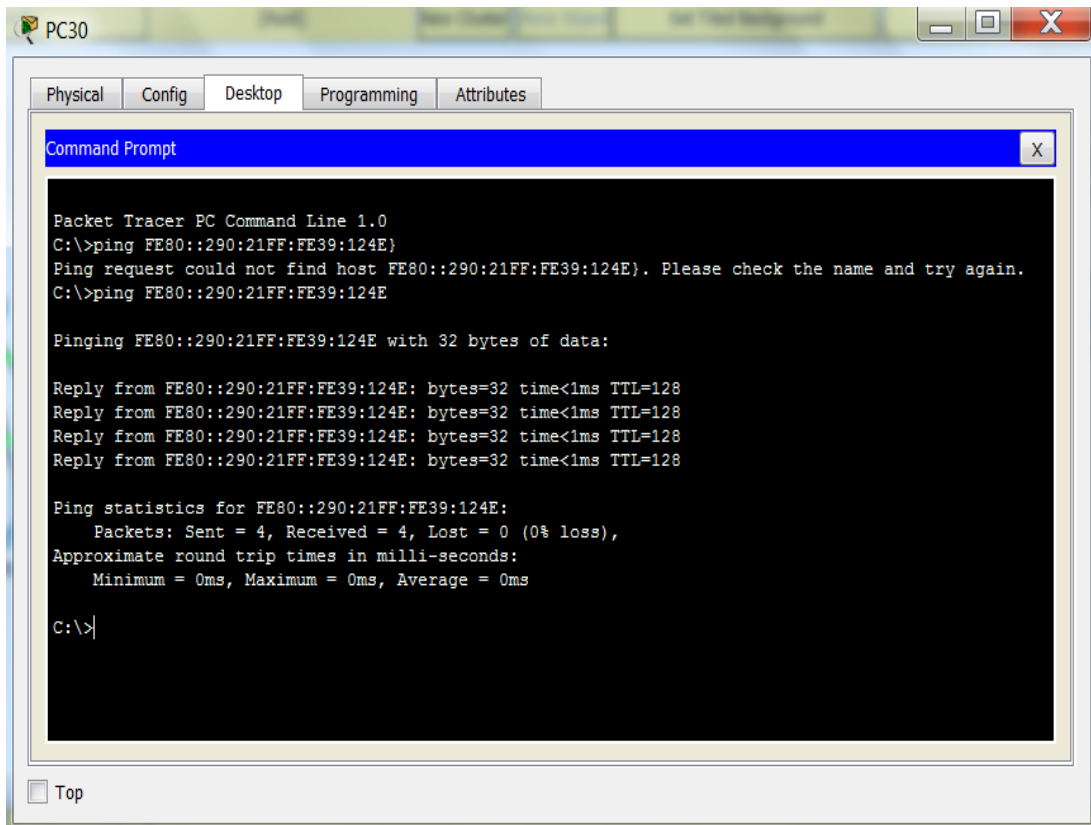 PC30
Physical Config Desktop Programming Attributes
Command Prompt
X
Packet Tracer PC Command Line 1.0
C:\>ping FE80::290:21FF:FE39:124E}
Ping request could not find host FE80::290:21FF:FE39:124E}. Please check the name and try again.
C:\>ping FE80::290:21FF:FE39:124E
Pinging FE80::290:21FF:FE39:124E with 32 bytes of data:
Reply from FE80::290:21FF:FE39:124E: bytes=32 time<1ms TTL=128
Reply from FE80::290:21FF:FE39:124E: bytes=32 time<1ms TTL=128
Reply from FE80::290:21FF:FE39:124E: bytes=32 time<1ms TTL=128
Reply from FE80::290:21FF:FE39:124E: bytes=32 time<1ms TTL=128
Ping statistics for FE80::290:21FF:FE39:124E:
Packets: Sent = 4, Received = 4, Lost = 0 (0% loss),
Approximate round trip times in milli-seconds:
Minimum = 0ms, Maximum = 0ms, Average = 0ms
C:\>
Top